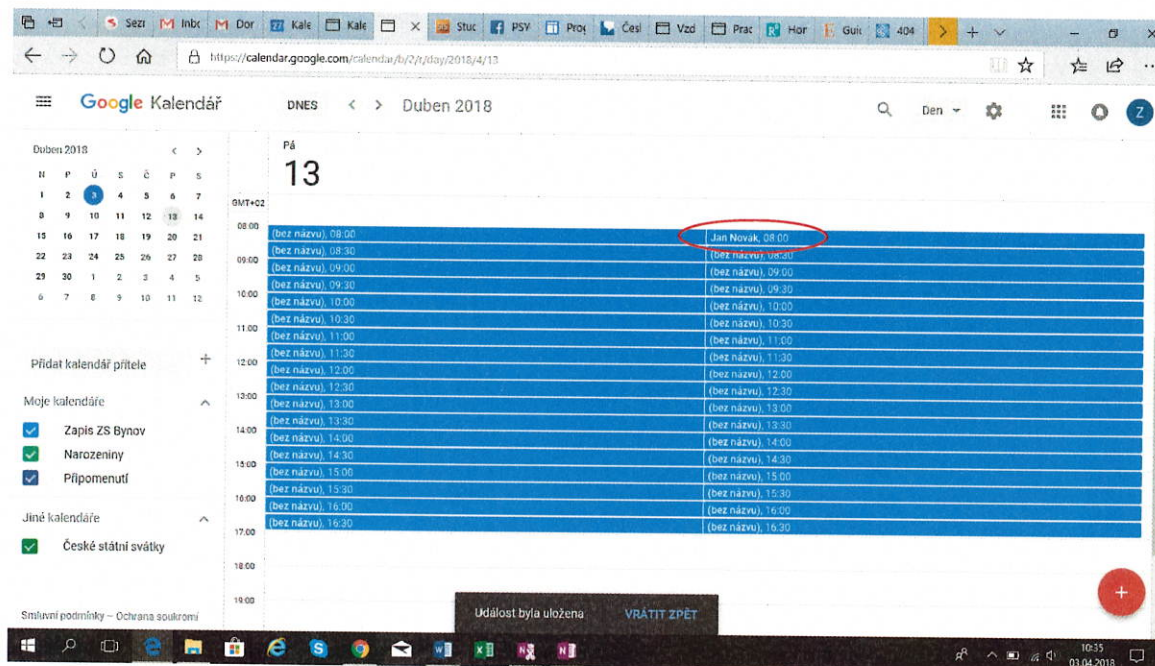 Sezi
Inbc
Dor
Kale
Kale
Stuc
PSY
Pro
Česl
Vzd
Prac
Hor
Guic
404
https://calendar.google.com/calendar/b/2/r/day/2018/4/13
Google Kalendář
DNES < > Duben 2018
Den
Z
Duben 2018 < >
N P Ú S Č P S
1 2 3 4 5 6 7
8 9 10 11 12 13 14
15 16 17 18 19 20 21
22 23 24 25 26 27 28
29 30 1 2 3 4 5
6 7 8 9 10 11 12
Přidat kalendář přítele +
Moje kalendáře
Zapis ZS Bynov
Narozeniny
Připomenutí
Jiné kalendáře
České státní svátky
Smluvní podmínky – Ochrana soukromí
Pá
13
GMT+02
08:00
09:00
10:00
11:00
12:00
13:00
14:00
15:00
16:00
17:00
18:00
19:00
(bez názvu), 08:00
(bez názvu), 08:30
(bez názvu), 09:00
(bez názvu), 09:30
(bez názvu), 10:00
(bez názvu), 10:30
(bez názvu), 11:00
(bez názvu), 11:30
(bez názvu), 12:00
(bez názvu), 12:30
(bez názvu), 13:00
(bez názvu), 13:30
(bez názvu), 14:00
(bez názvu), 14:30
(bez názvu), 15:00
(bez názvu), 15:30
(bez názvu), 16:00
(bez názvu), 16:30
Jan Novák, 08:00
(bez názvu), 08:30
(bez názvu), 09:00
(bez názvu), 09:30
(bez názvu), 10:00
(bez názvu), 10:30
(bez názvu), 11:00
(bez názvu), 11:30
(bez názvu), 12:00
(bez názvu), 12:30
(bez názvu), 13:00
(bez názvu), 13:30
(bez názvu), 14:00
(bez názvu), 14:30
(bez názvu), 15:00
(bez názvu), 15:30
(bez názvu), 16:00
(bez názvu), 16:30
Událost byla uložena VRÁTIT ZPĚT
10:35
03.04.2018